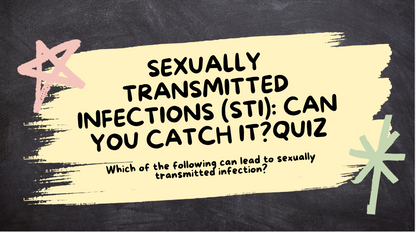 SEXUALLY
TRANSMITTED
INFECTIONS (STI): CAN
YOU CATCH IT?QUIZ
Which of the following can lead to sexually
transmitted infection?